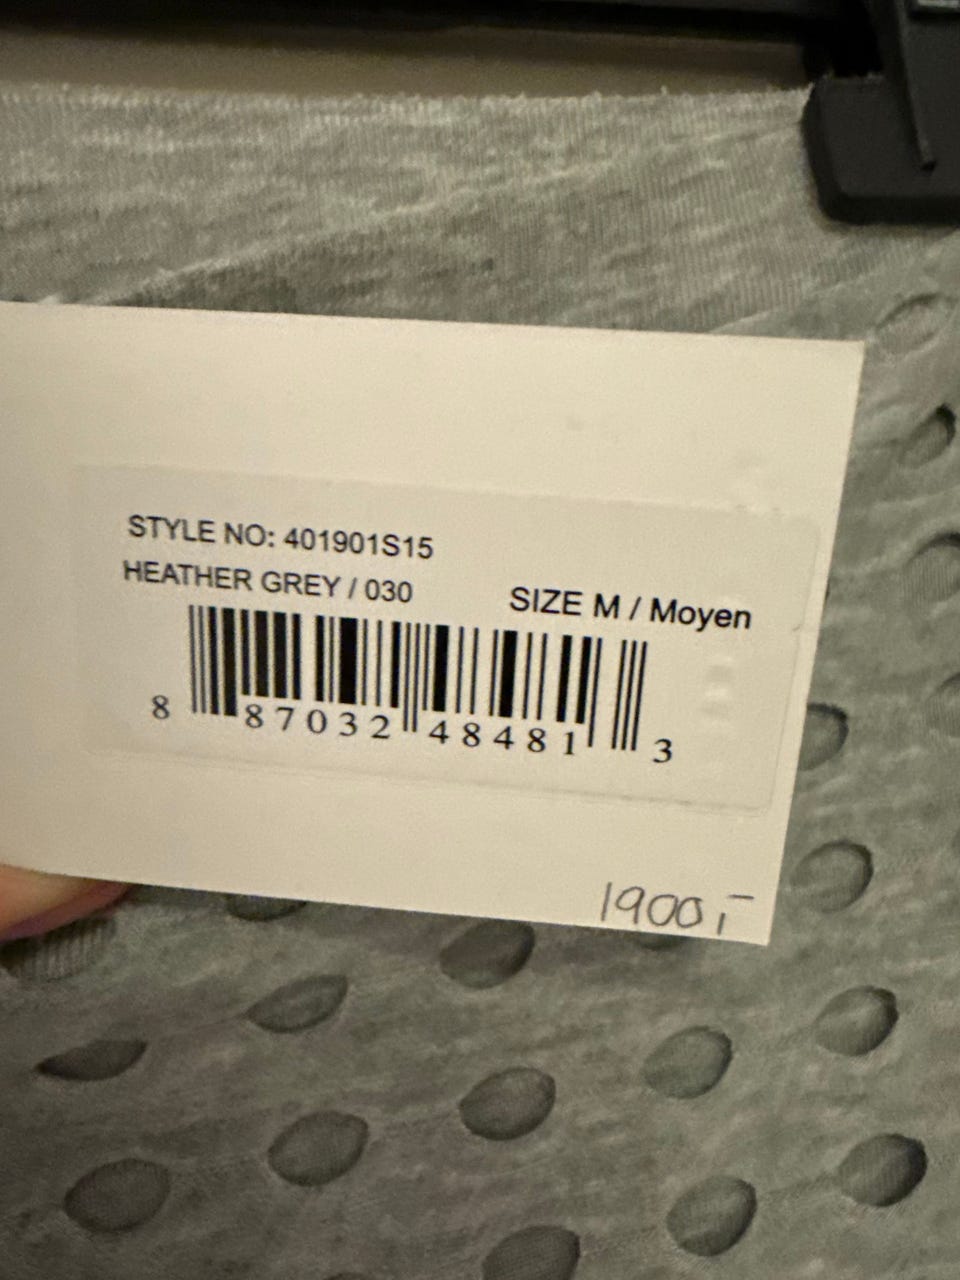 STYLE NO: 401901S15
HEATHER GREY / 030
SIZE M / Moyen
8 87032 48481 3
1900,-